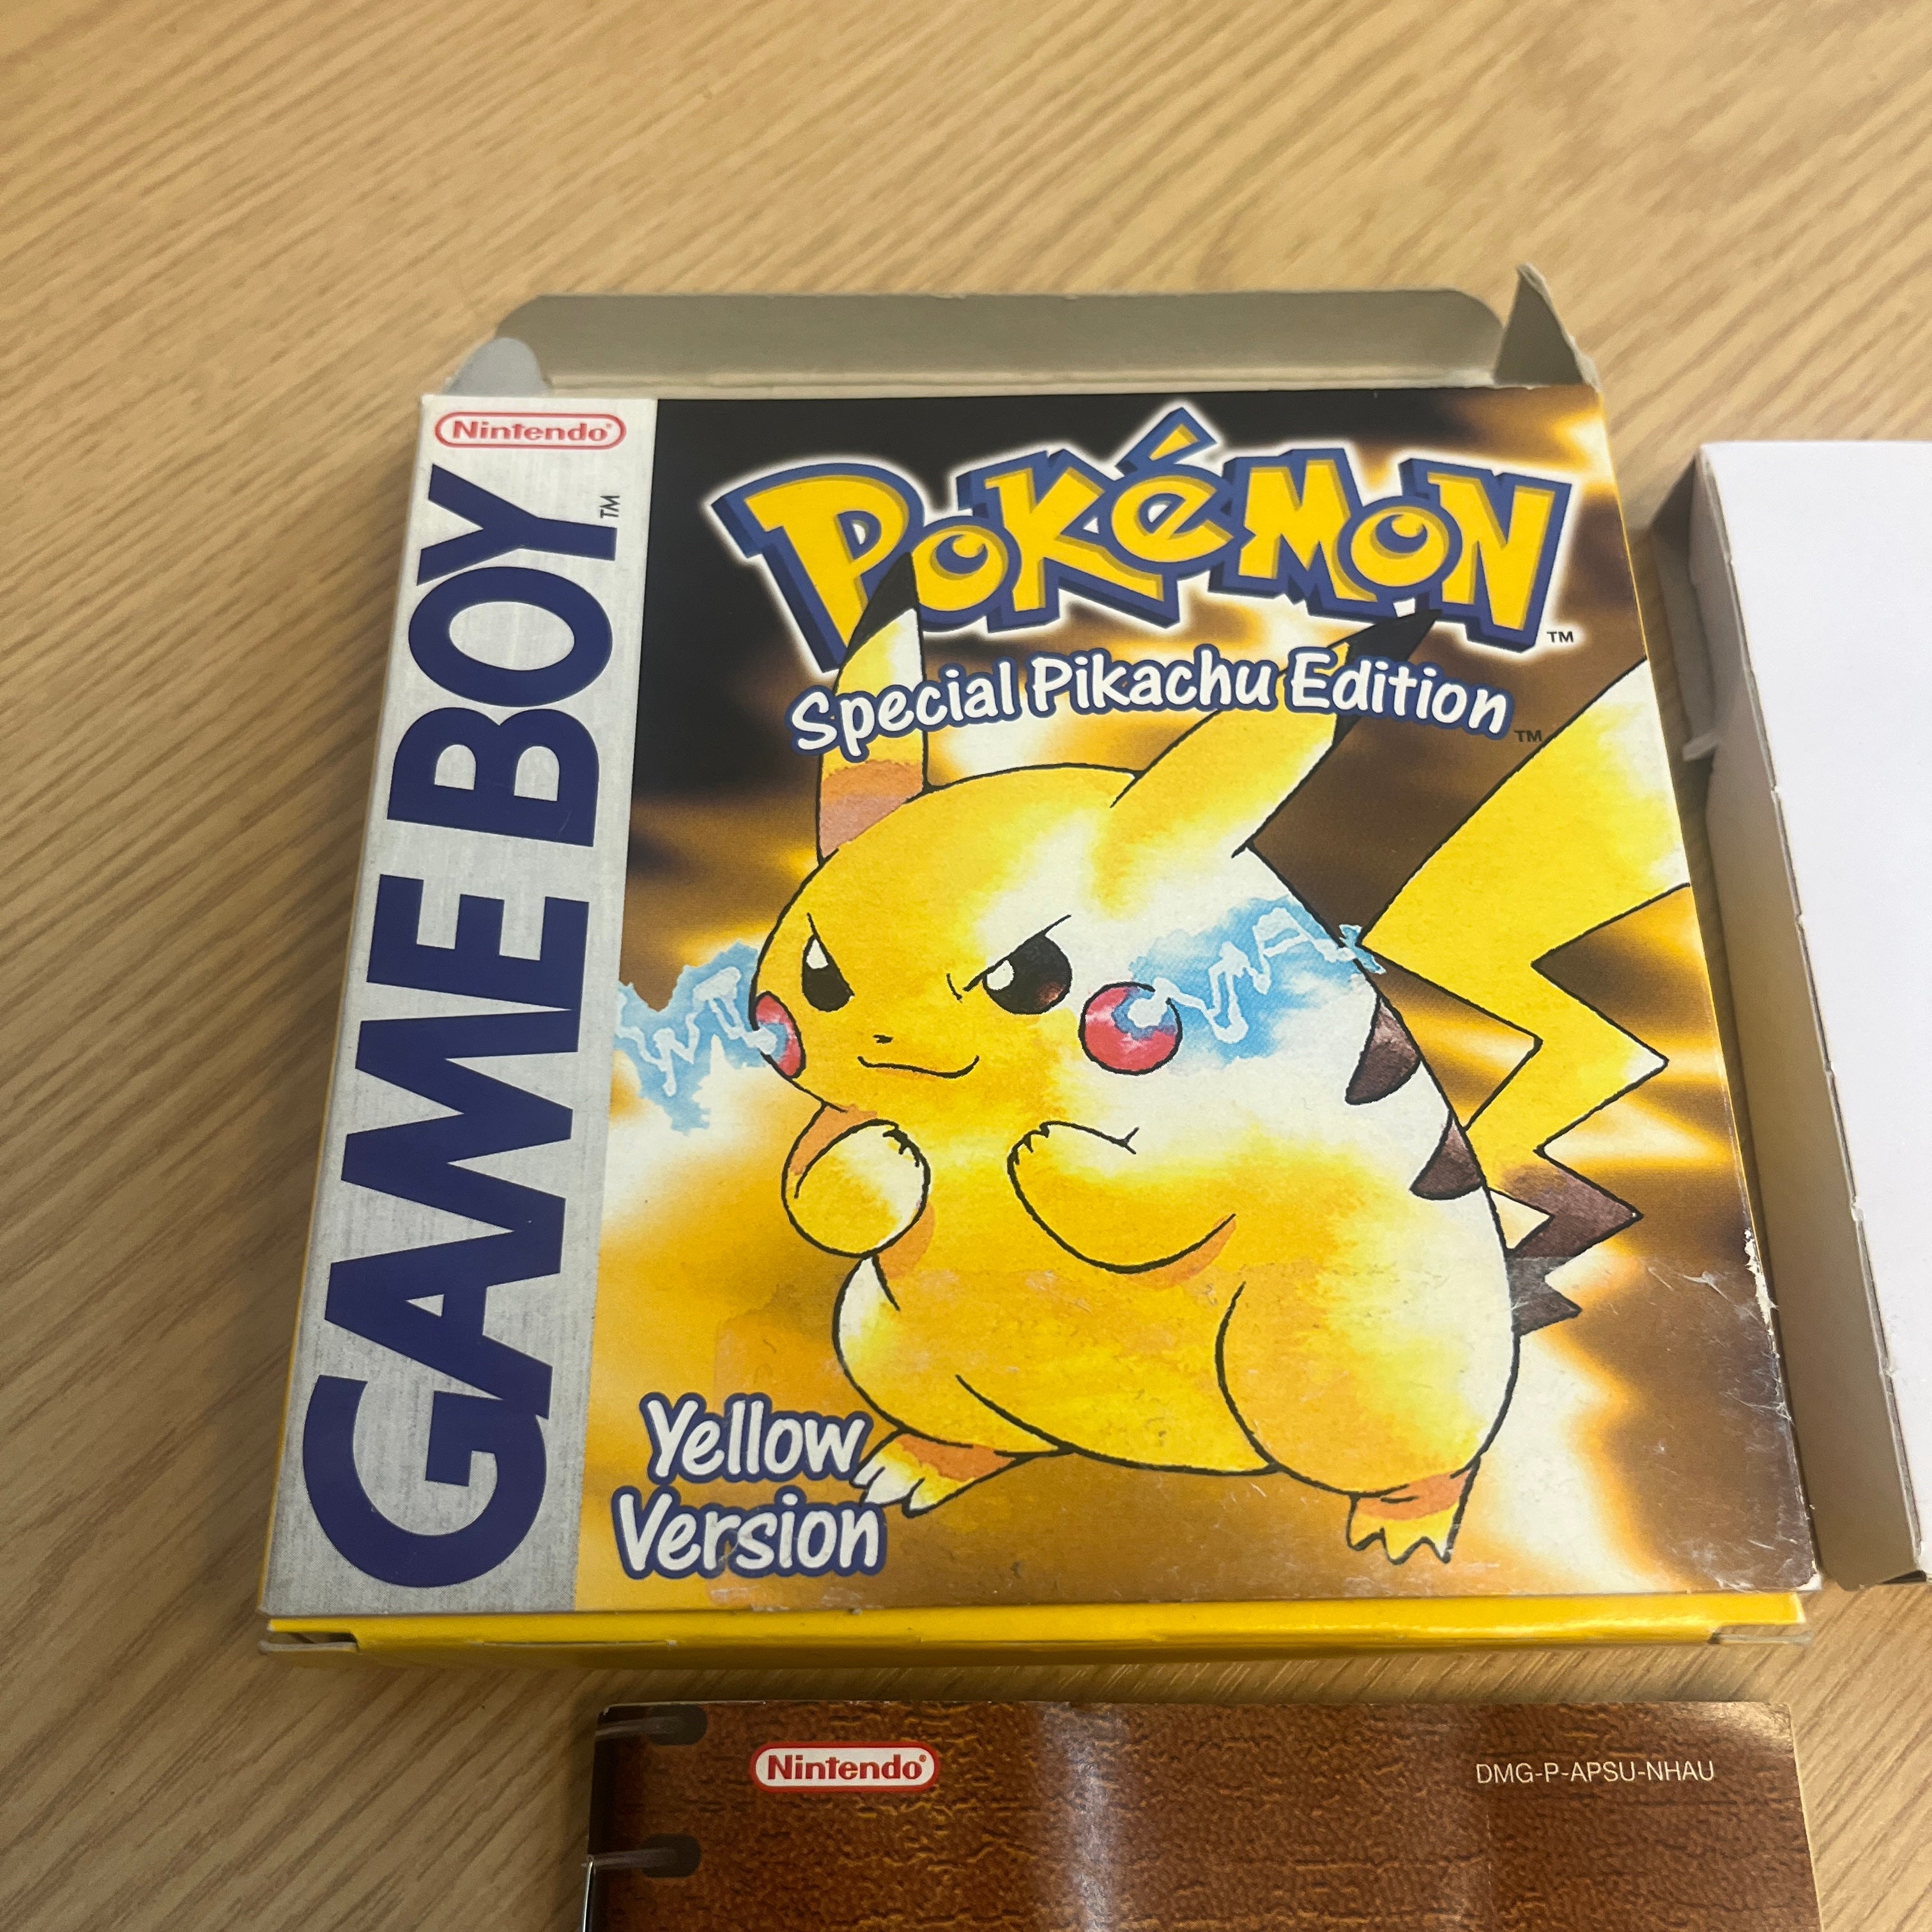 Nintendo®
GAME BOY™
POKéMON™
Special Pikachu Edition™
Yellow
Version
Nintendo®
DMG-P-APSU-NHAU